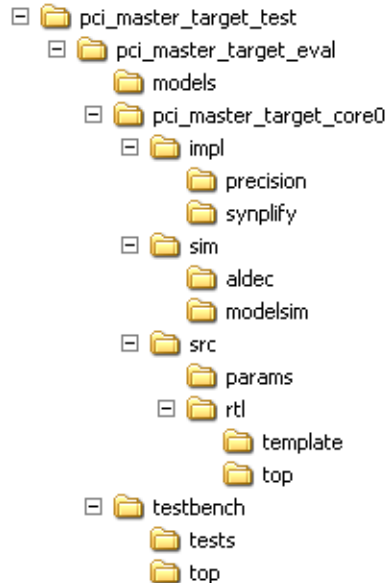 pci_master_target_test
pci_master_target_eval
models
pci_master_target_core0
impl
precision
synplify
sim
aldec
modelsim
src
params
rtl
template
top
testbench
tests
top